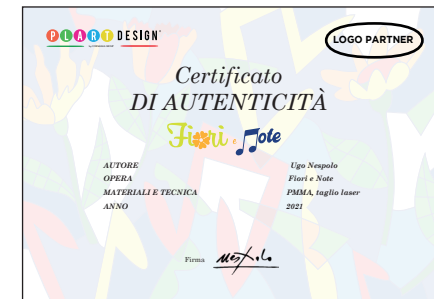 PLART DESIGN
LOGO PARTNER
Certificato
DI AUTENTICITÀ
Fiori e Note
AUTORE Ugo Nespolo
OPERA Fiori e Note
MATERIALI E TECNICA PMMA, taglio laser
ANNO 2021
Firma Nespolo